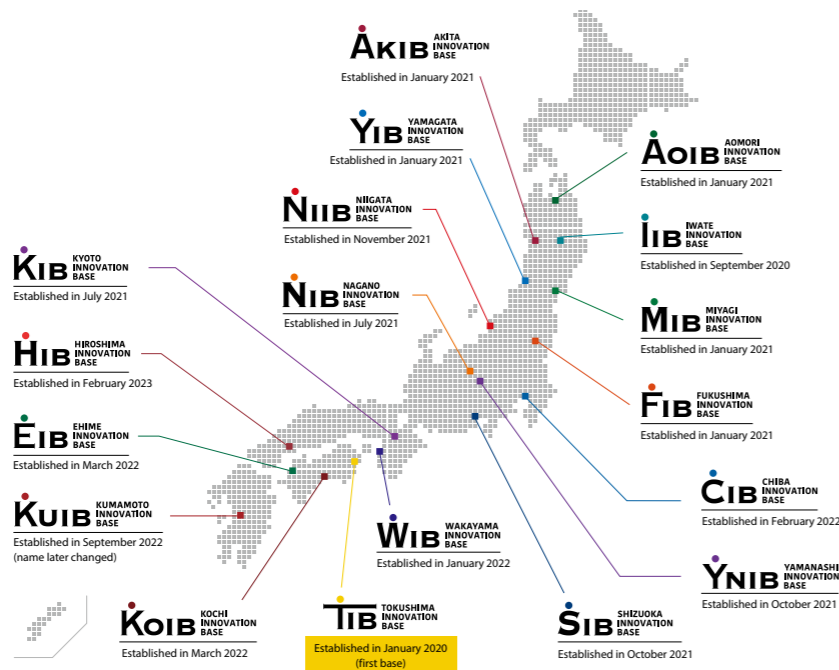 AKIB AKITA
INNOVATION
BASE
Established in January 2021
YIB YAMAGATA
INNOVATION
BASE
Established in January 2021
AOIB AOMORI
INNOVATION
BASE
Established in January 2021
NIIB NIIGATA
INNOVATION
BASE
Established in November 2021
IIB IWATE
INNOVATION
BASE
Established in September 2020
KIB KYOTO
INNOVATION
BASE
Established in July 2021
NIB NAGANO
INNOVATION
BASE
Established in July 2021
MIB MIYAGI
INNOVATION
BASE
Established in January 2021
HIB HIROSHIMA
INNOVATION
BASE
Established in February 2023
FIB FUKUSHIMA
INNOVATION
BASE
Established in January 2021
EIB EHIME
INNOVATION
BASE
Established in March 2022
CIB CHIBA
INNOVATION
BASE
Established in February 2022
KUIB KUMAMOTO
INNOVATION
BASE
Established in September 2022
(name later changed)
WIB WAKAYAMA
INNOVATION
BASE
Established in January 2022
YNIB YAMANASHI
INNOVATION
BASE
Established in October 2021
KOIB KOCHI
INNOVATION
BASE
Established in March 2022
TIB TOKUSHIMA
INNOVATION
BASE
Established in January 2020
(first base)
SIB SHIZUOKA
INNOVATION
BASE
Established in October 2021